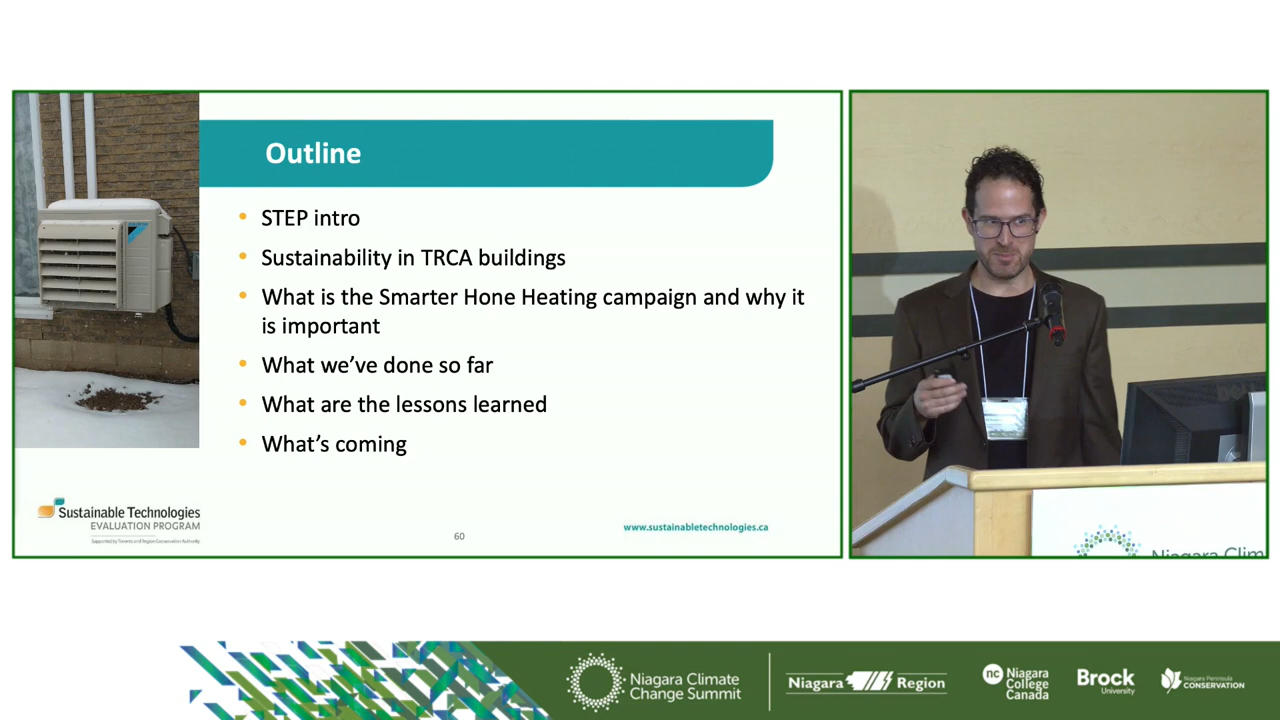 Outline
• STEP intro
• Sustainability in TRCA buildings
• What is the Smarter Hone Heating campaign and why it
is important
• What we've done so far
• What are the lessons learned
• What's coming
Sustainable Technologies
EVALUATION PROGRAM
Supported by Toronto and Region Conservation Authority
60
www.sustainabletechnologies.ca
Niagara Clim
Niagara Climate
Change Summit
Niagara Region
nc
Niagara
College
Canada
Brock
University
Niagara Peninsula
CONSERVATION